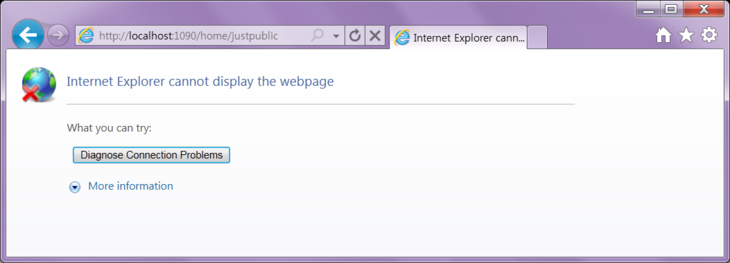 http://localhost:1090/home/justpublic
Internet Explorer cann...
Internet Explorer cannot display the webpage
What you can try:
Diagnose Connection Problems
More information